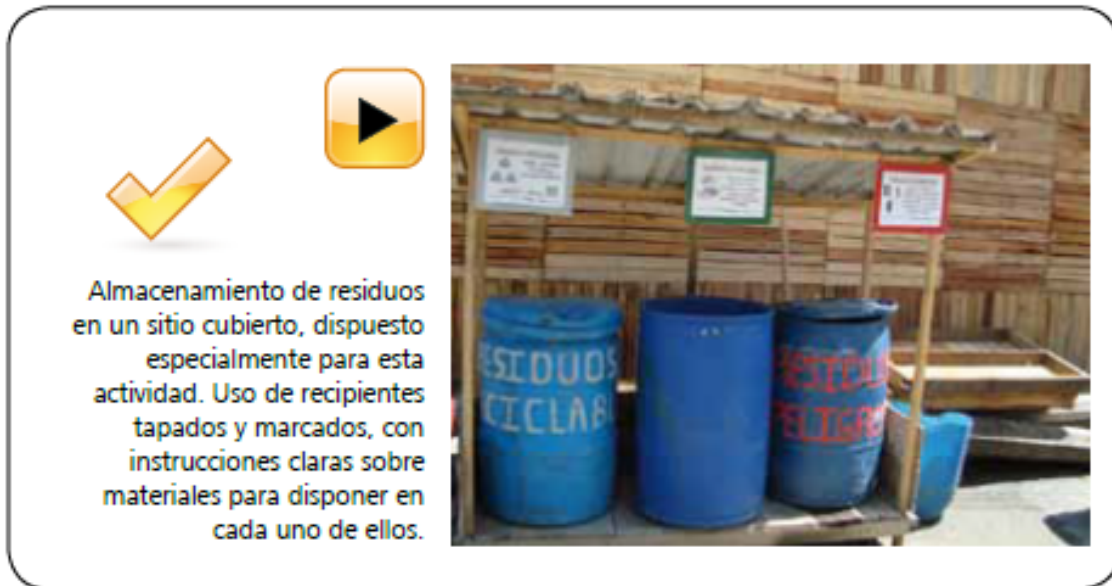 Almacenamiento de residuos
en un sitio cubierto, dispuesto
especialmente para esta
actividad. Uso de recipientes
tapados y marcados, con
instrucciones claras sobre
materiales para disponer en
cada uno de ellos.
ESIDUOS
CICLAB
RESIDU
PELIGR